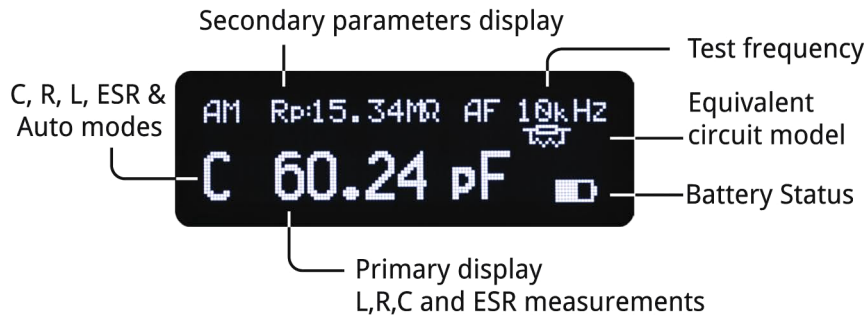 Secondary parameters display
Test frequency
C, R, L, ESR &
Auto modes
AM Rp:15.34MΩ AF 10kHz
Equivalent
circuit model
C 60.24 pF
Battery Status
Primary display
L,R,C and ESR measurements